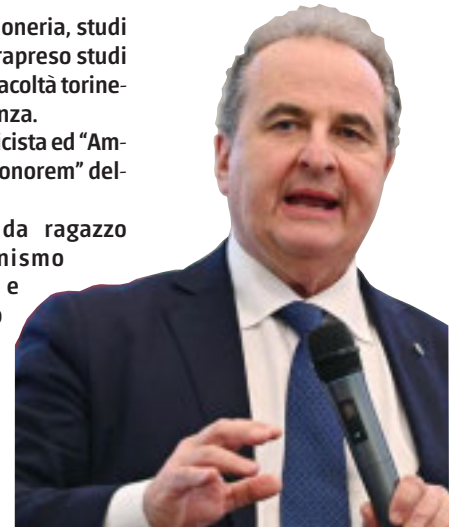 oneria, studi
rapreso studi
acoltà torine-
nza.
icista ed “Am-
onorem” del-
da ragazzo
nismo
e